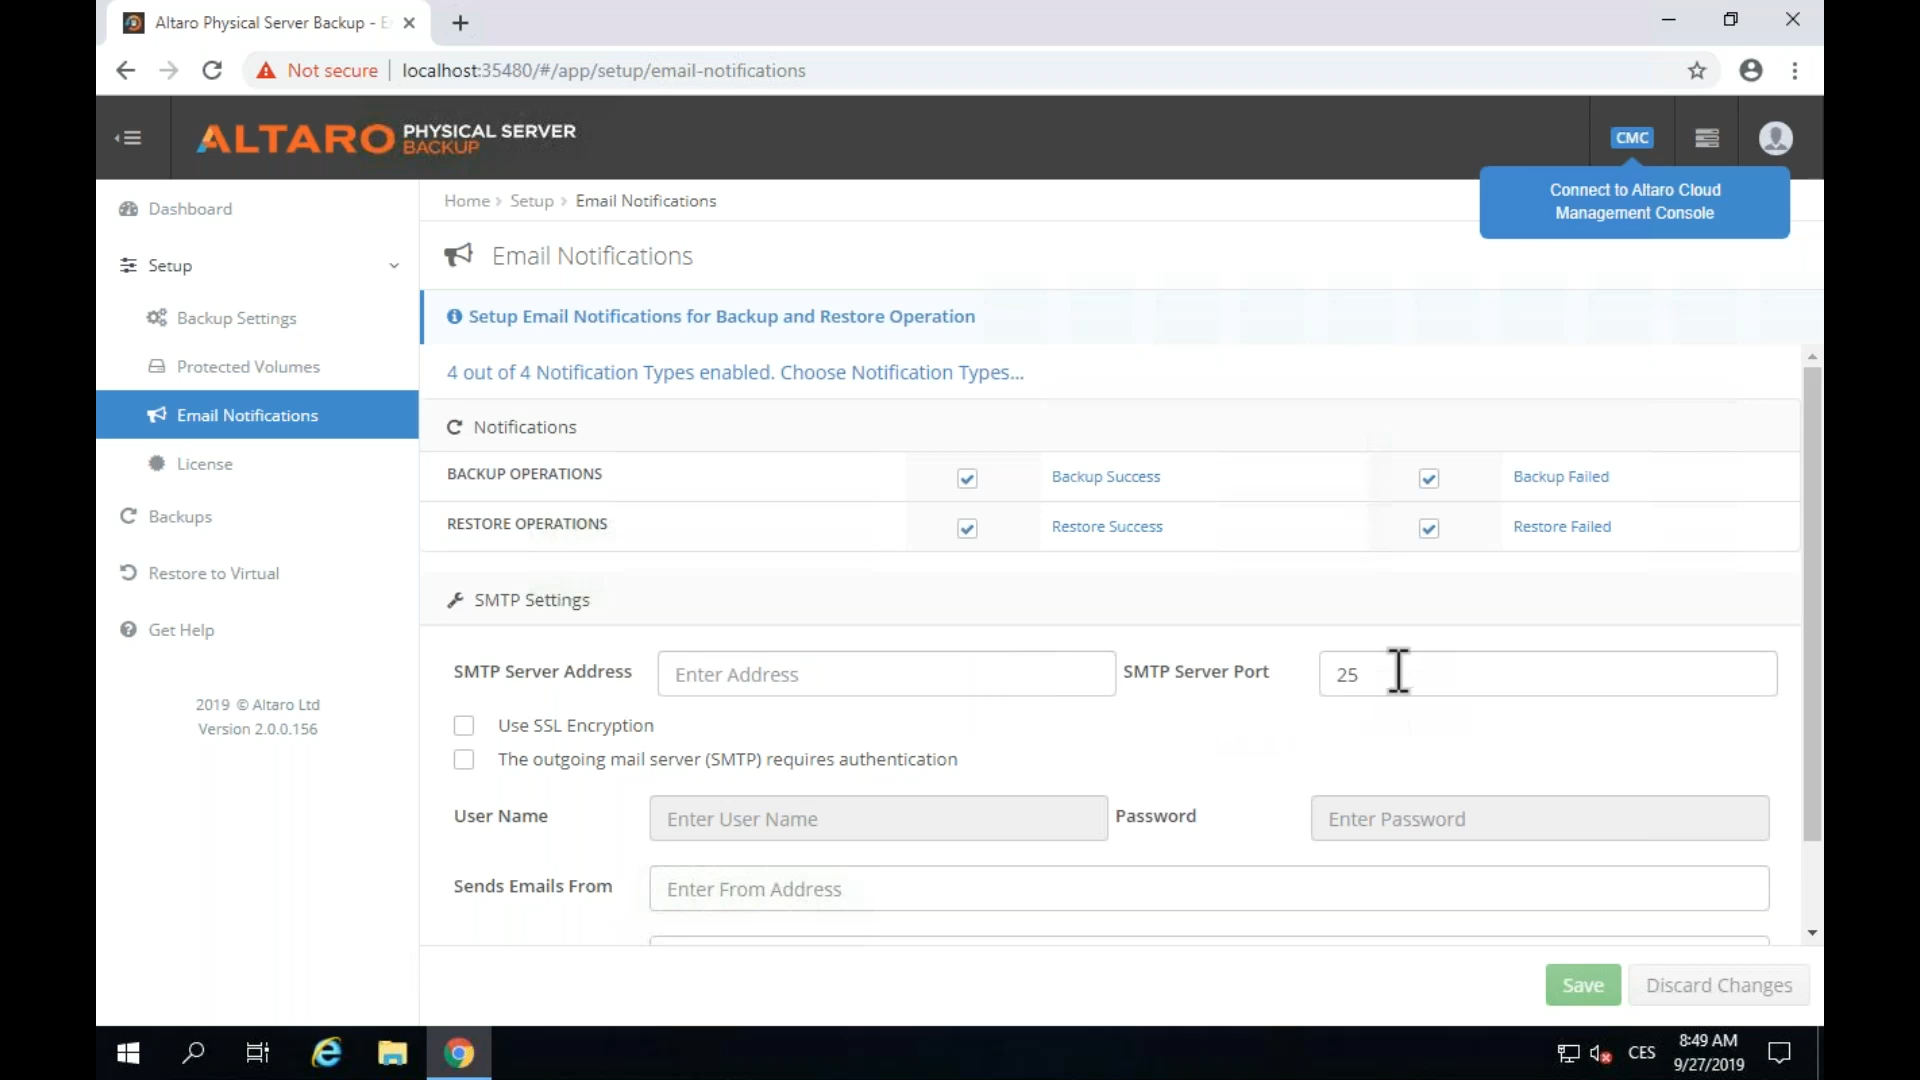 Altaro Physical Server Backup -
Not secure
localhost:35480/#/app/setup/email-notifications
ALTARO PHYSICAL SERVER
BACKUP
CMC
Connect to Altaro Cloud
Management Console
Dashboard
Setup
Backup Settings
Protected Volumes
Email Notifications
License
Backups
Restore to Virtual
Get Help
2019 © Altaro Ltd
Version 2.0.0.156
Home > Setup > Email Notifications
Email Notifications
Setup Email Notifications for Backup and Restore Operation
4 out of 4 Notification Types enabled. Choose Notification Types...
Notifications
BACKUP OPERATIONS Backup Success Backup Failed
RESTORE OPERATIONS Restore Success Restore Failed
SMTP Settings
SMTP Server Address Enter Address SMTP Server Port 25
Use SSL Encryption
The outgoing mail server (SMTP) requires authentication
User Name Enter User Name Password Enter Password
Sends Emails From Enter From Address
Save Discard Changes
CES
8:49 AM
9/27/2019